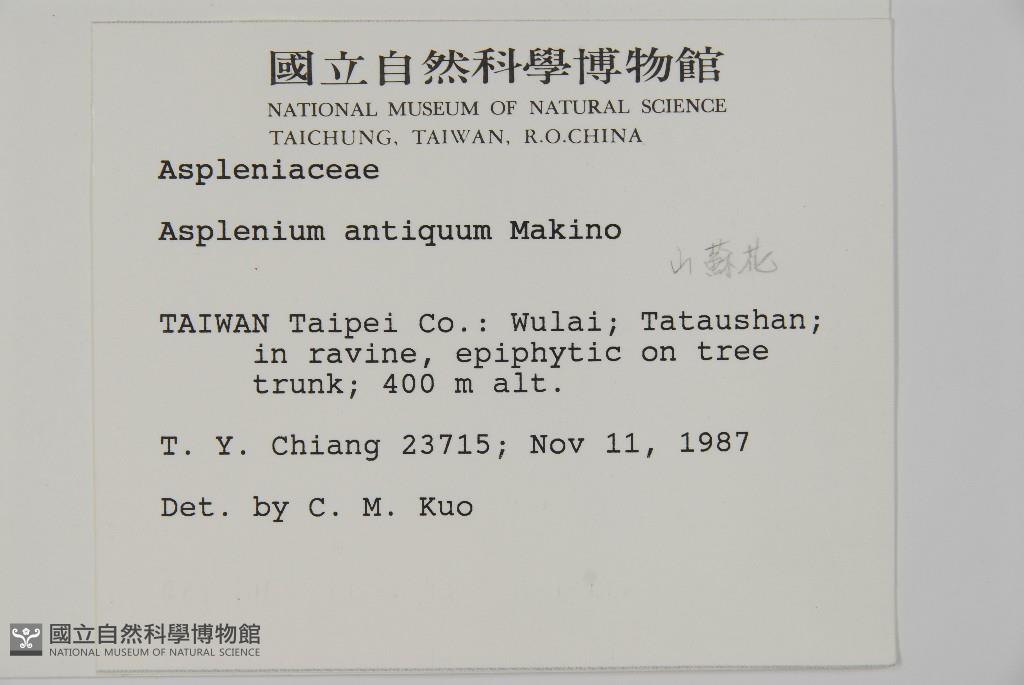 國立自然科學博物館
NATIONAL MUSEUM OF NATURAL SCIENCE
TAICHUNG, TAIWAN, R.O.CHINA
Aspleniaceae
Asplenium antiquum Makino
山蘇花
TAIWAN Taipei Co.: Wulai; Tataushan;
in ravine, epiphytic on tree
trunk; 400 m alt.
T. Y. Chiang 23715; Nov 11, 1987
Det. by C. M. Kuo
國立自然科學博物館
NATIONAL MUSEUM OF NATURAL SCIENCE